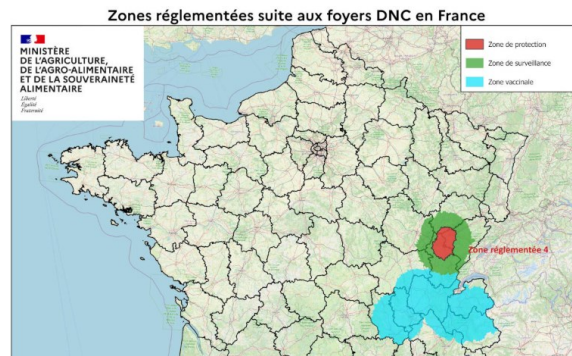 Zones réglementées suite aux foyers DNC en France
MINISTÈRE
DE L'AGRICULTURE,
DE L'AGRO-ALIMENTAIRE
ET DE LA SOUVERAINETÉ
ALIMENTAIRE
Liberté
Égalité
Fraternité
Zone de protection
Zone de surveillance
Zone vaccinale
Zone réglementée 4